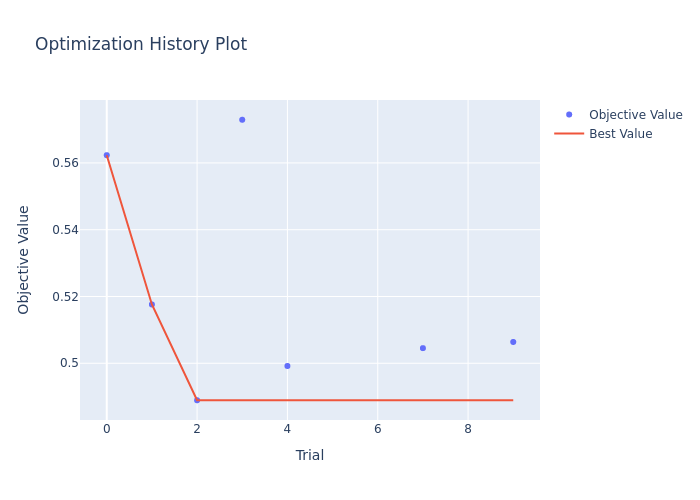 Optimization History Plot
Objective Value
Best Value
0.56
0.54
0.52
0.5
Objective Value
0
2
4
6
8
Trial